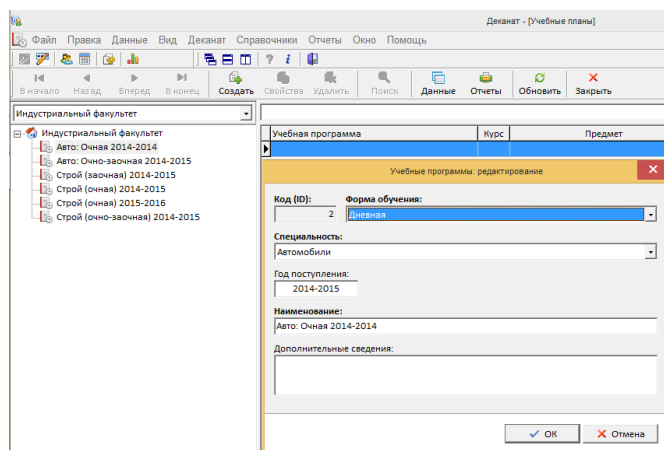 Деканат - [Учебные планы]
Файл Правка Данные Вид Деканат Справочники Отчеты Окно Помощь
В начало Назад Вперед В конец Создать Свойства Удалить Поиск Данные Отчеты Обновить Закрыть
Индустриальный факультет
Индустриальный факультет
Авто: Очная 2014-2014
Авто: Очно-заочная 2014-2015
Строй (заочная) 2014-2015
Строй (очная) 2014-2015
Строй (очная) 2015-2016
Строй (очно-заочная) 2014-2015
Учебная программа Курс Предмет
Учебные программы: редактирование
Код (ID): Форма обучения:
2 Дневная
Специальность:
Автомобили
Год поступления:
2014-2015
Наименование:
Авто: Очная 2014-2014
Дополнительные сведения:
ОК Отмена